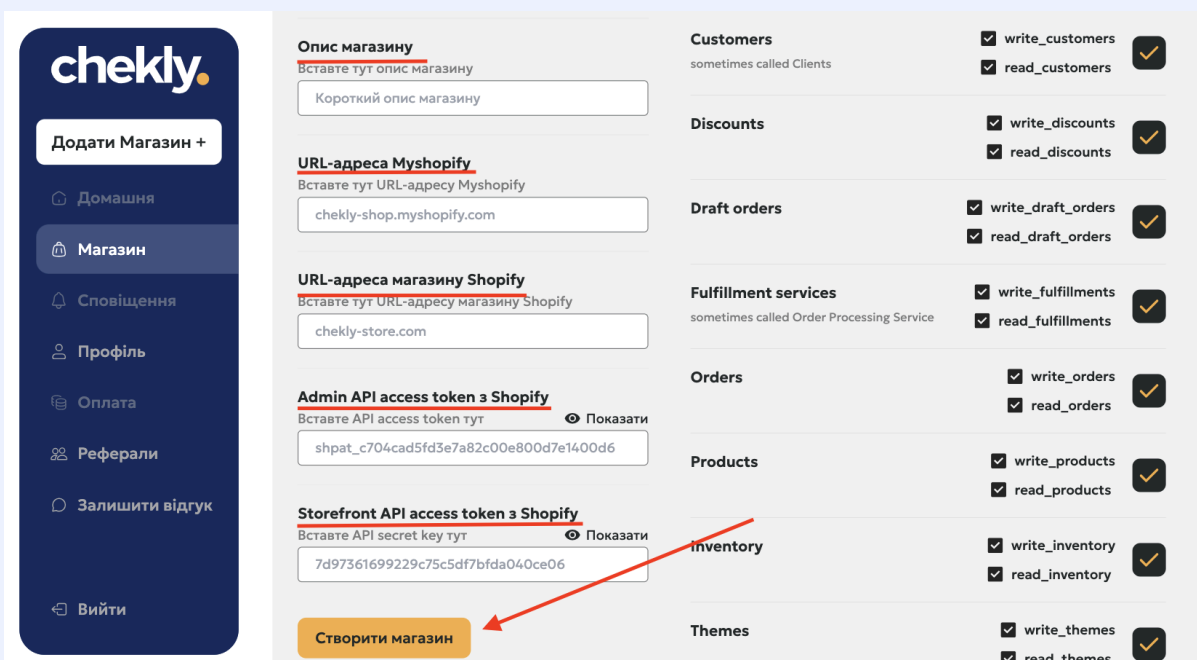 chekly.
Додати Магазин +
Домашня
Магазин
Сповіщення
Профіль
Оплата
Реферали
Залишити відгук
Вийти
Опис магазину
Вставте тут опис магазину
Короткий опис магазину
URL-адреса Myshopify
Вставте тут URL-адресу Myshopify
chekly-shop.myshopify.com
URL-адреса магазину Shopify
Вставте тут URL-адресу магазину Shopify
chekly-store.com
Admin API access token з Shopify
Вставте API access token тут
Показати
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
Storefront API access token з Shopify
Вставте API secret key тут
Показати
7d97361699229c75c5df7bfda040ce06
Створити магазин
Customers
sometimes called Clients
write_customers
read_customers
Discounts
write_discounts
read_discounts
Draft orders
write_draft_orders
read_draft_orders
Fulfillment services
sometimes called Order Processing Service
write_fulfillments
read_fulfillments
Orders
write_orders
read_orders
Products
write_products
read_products
Inventory
write_inventory
read_inventory
Themes
write_themes
read_themes